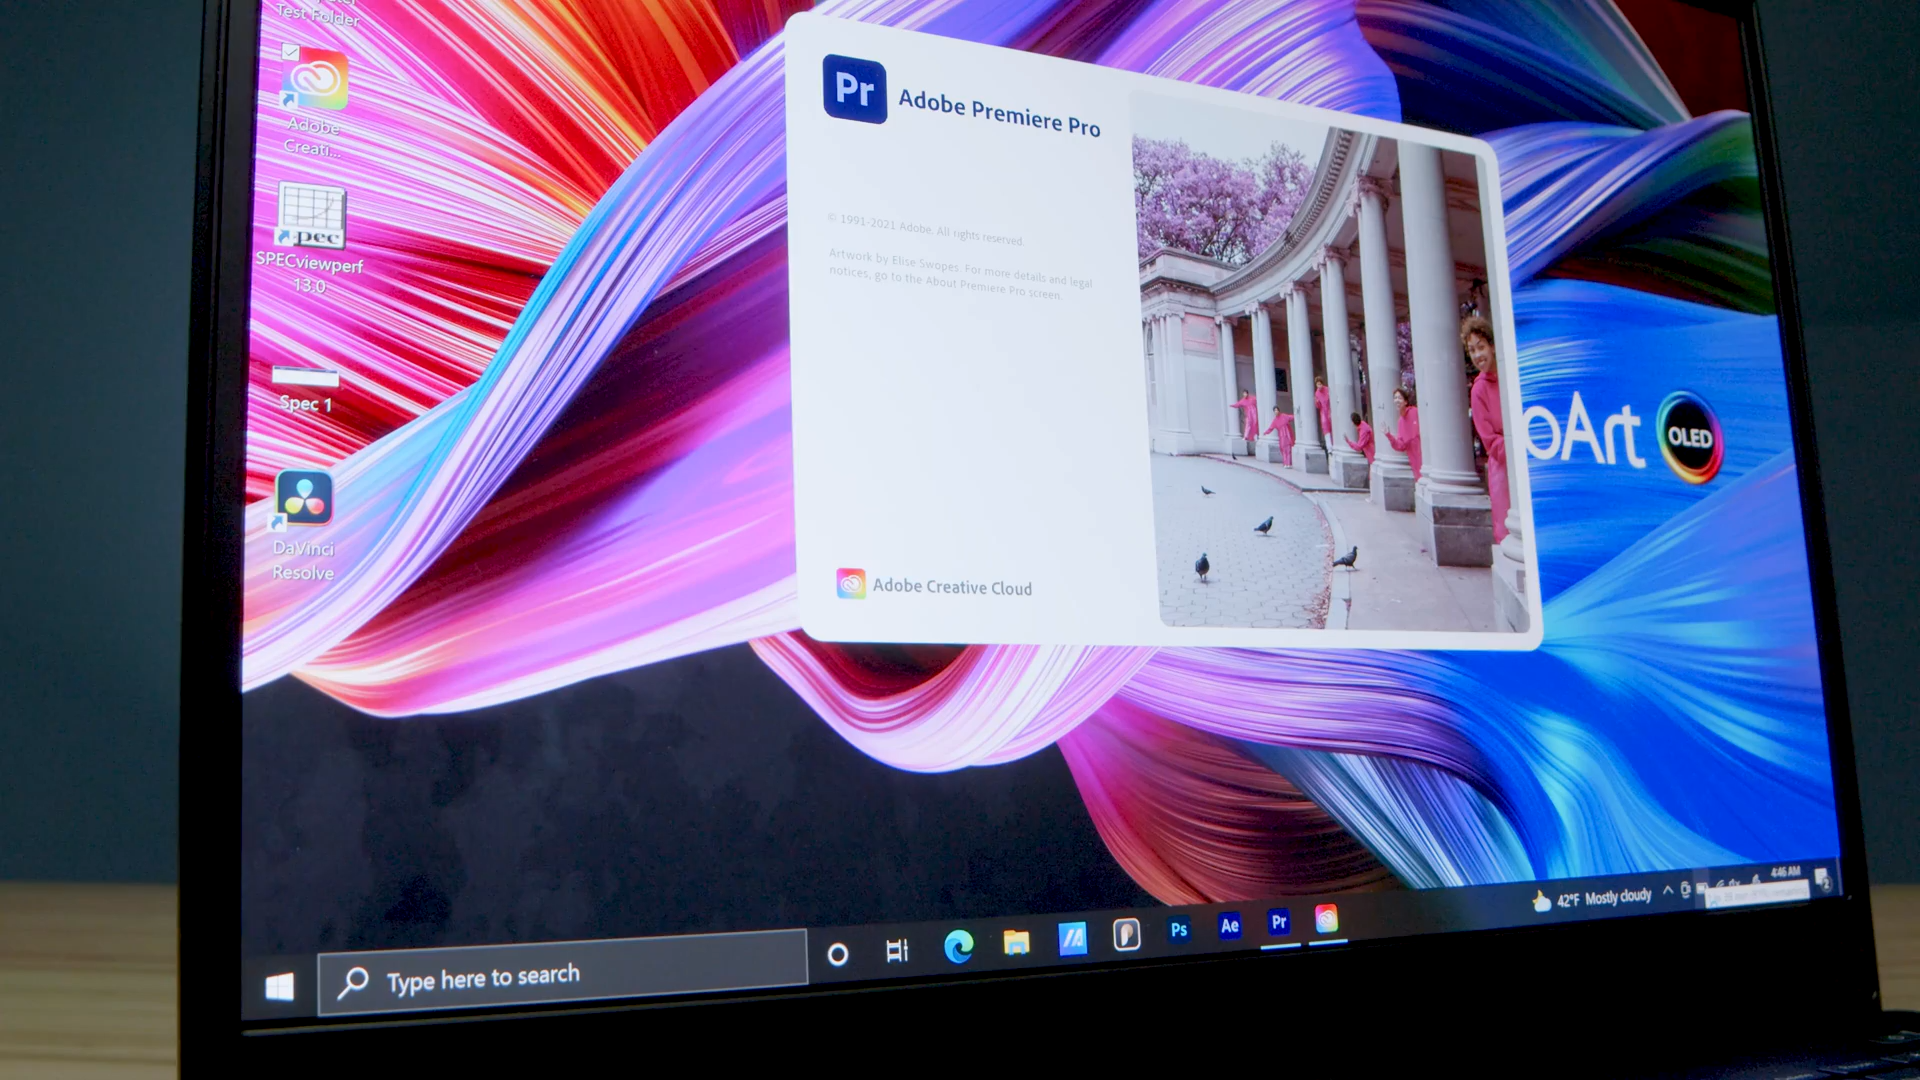 Test Folder
Adobe
Creati...
pec
SPECviewperf
13.0
Spec 1
DaVinci
Resolve
Pr
Adobe Premiere Pro
© 1991-2021 Adobe. All rights reserved.
Artwork by Elise Swopes. For more details and legal
notices, go to the About Premiere Pro screen.
Adobe Creative Cloud
oArt
OLED
Type here to search
Ps
Ae
Pr
42°F Mostly cloudy
4:46 AM
2